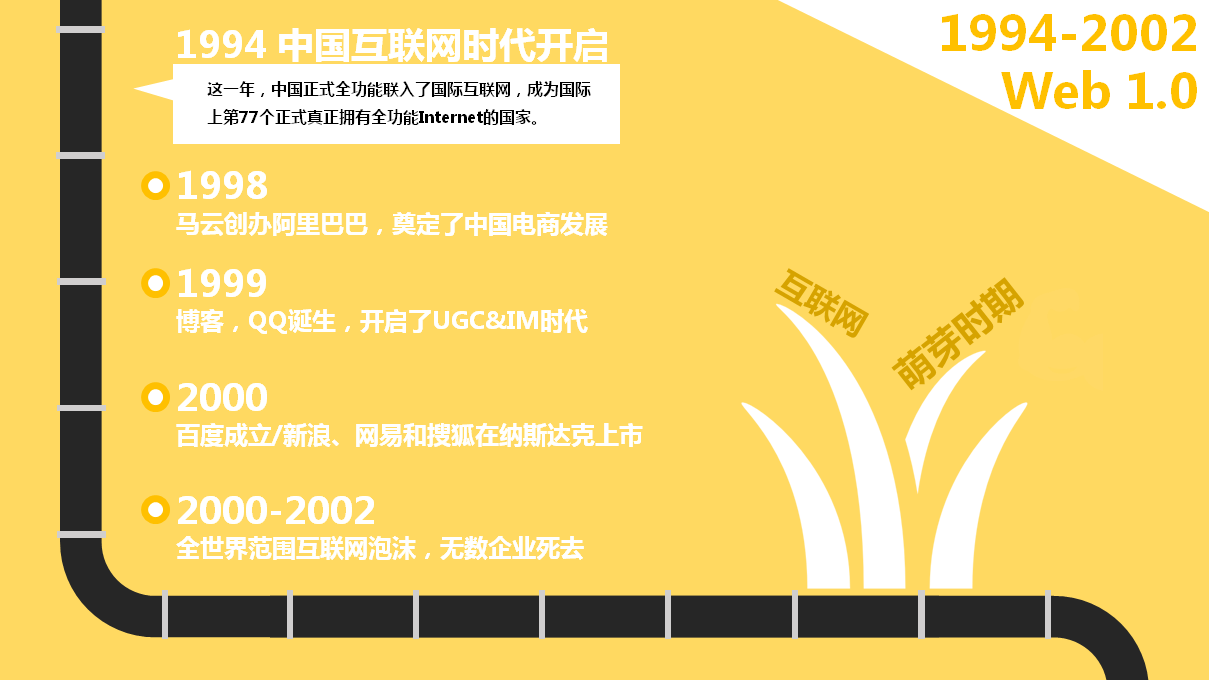 1994-2002
Web 1.0
1994 中国互联网时代开启
这一年，中国正式全功能联入了国际互联网，成为国际
上第77个正式真正拥有全功能Internet的国家。
1998
马云创办阿里巴巴，奠定了中国电商发展
1999
博客，QQ诞生，开启了UGC&IM时代
2000
百度成立/新浪、网易和搜狐在纳斯达克上市
2000-2002
全世界范围互联网泡沫，无数企业死去
互联网
萌芽时期